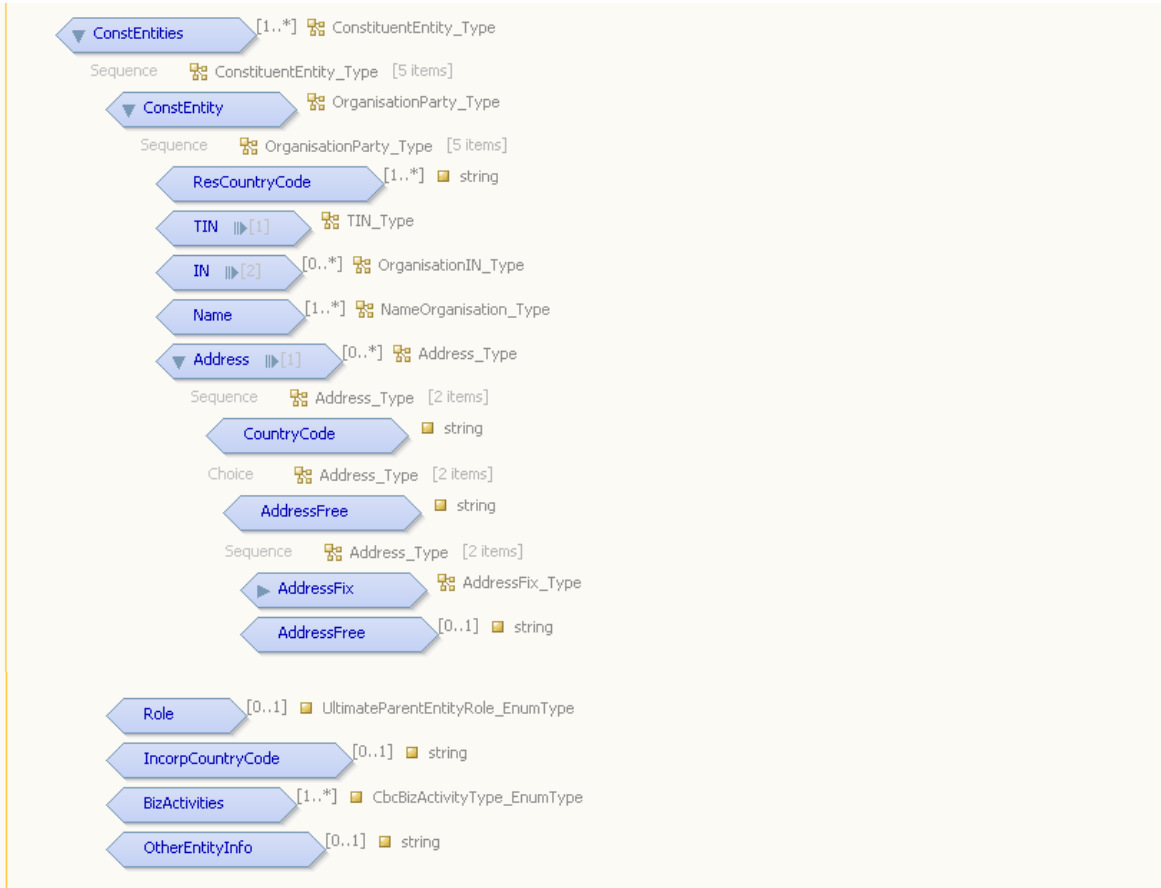 ConstEntities [1..*] ConstituentEntity_Type
Sequence ConstituentEntity_Type [5 items]
ConstEntity OrganisationParty_Type
Sequence OrganisationParty_Type [5 items]
ResCountryCode [1..*] string
TIN [1] TIN_Type
IN [2] [0..*] OrganisationIN_Type
Name [1..*] NameOrganisation_Type
Address [1] [0..*] Address_Type
Sequence Address_Type [2 items]
CountryCode string
Choice Address_Type [2 items]
AddressFree string
Sequence Address_Type [2 items]
AddressFix AddressFix_Type
AddressFree [0..1] string
Role [0..1] UltimateParentEntityRole_EnumType
IncorpCountryCode [0..1] string
BizActivities [1..*] CbcBizActivityType_EnumType
OtherEntityInfo [0..1] string